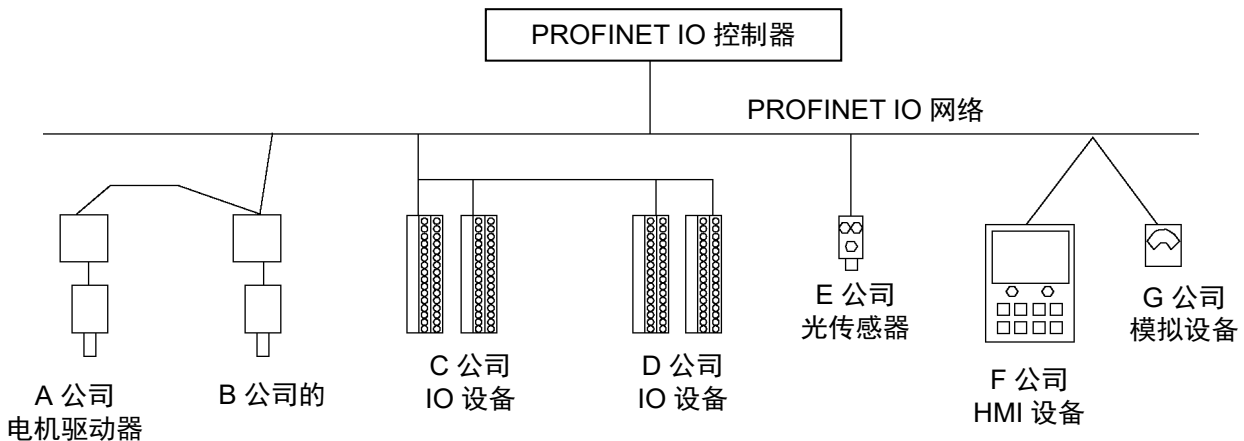 PROFINET IO 控制器
PROFINET IO 网络
A 公司
电机驱动器
B 公司的
C 公司
IO 设备
D 公司
IO 设备
E 公司
光传感器
F 公司
HMI 设备
G 公司
模拟设备